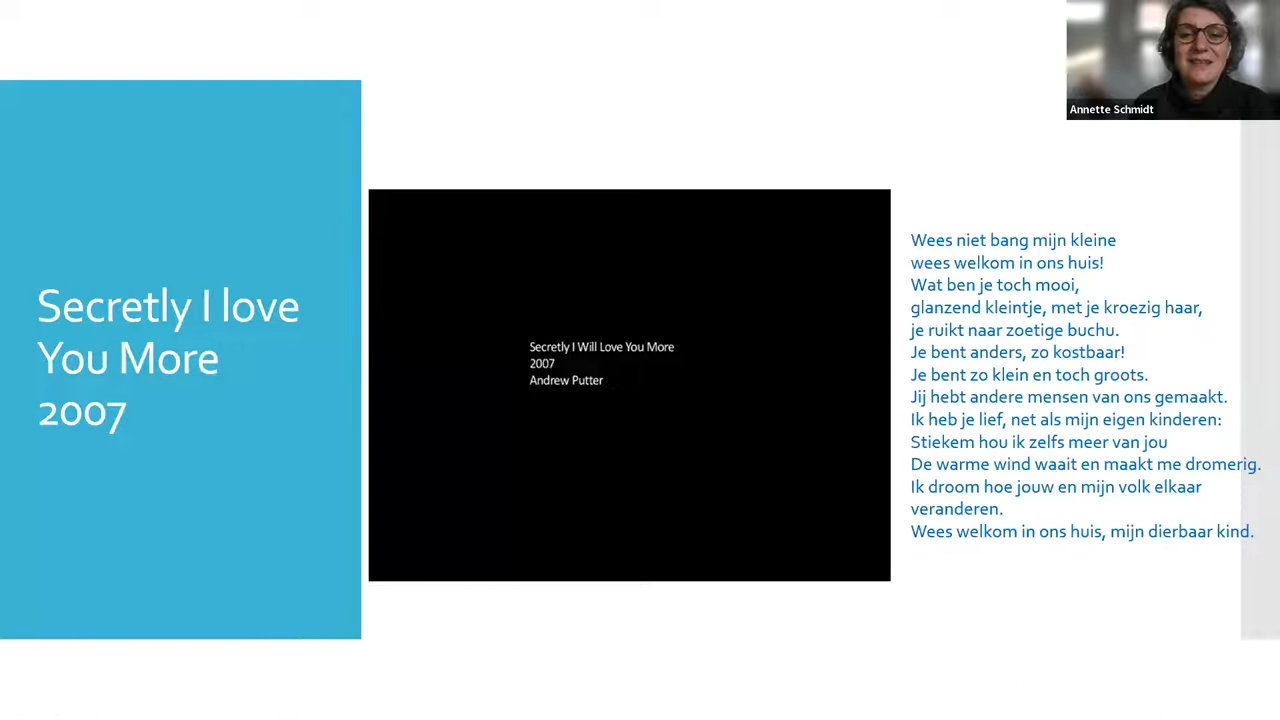 Annette Schmidt
Secretly I love
You More
2007
Secretly I Will Love You More
2007
Andrew Putter
Wees niet bang mijn kleine
wees welkom in ons huis!
Wat ben je toch mooi,
glanzend kleintje, met je kroezig haar,
je ruikt naar zoetige buchu.
Je bent anders, zo kostbaar!
Je bent zo klein en toch groots.
Jij hebt andere mensen van ons gemaakt.
Ik heb je lief, net als mijn eigen kinderen:
Stiekem hou ik zelfs meer van jou
De warme wind waait en maakt me dromerig.
Ik droom hoe jouw en mijn volk elkaar
veranderen.
Wees welkom in ons huis, mijn dierbaar kind.